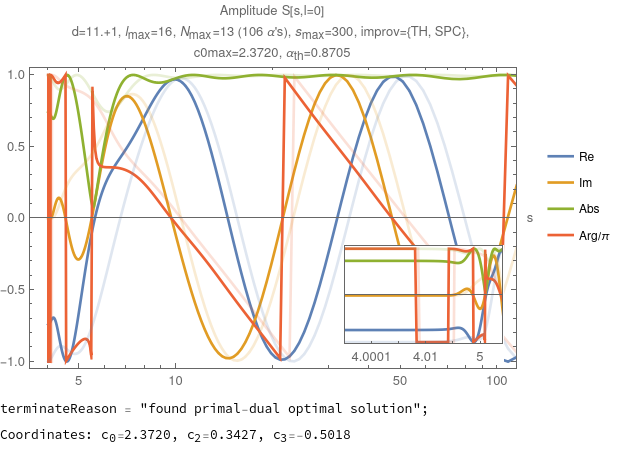 Amplitude S[s,l=0]
d=11.+1, lmax=16, Nmax=13 (106 α's), smax=300, improv={TH, SPC},
c0max=2.3720, αth=0.8705
1.0
0.5
0.0
−0.5
−1.0
5
10
50
100
s
4.0001
4.01
5
Re
Im
Abs
Arg/π
terminateReason = "found primal-dual optimal solution";
Coordinates: c0=2.3720, c2=0.3427, c3=-0.5018